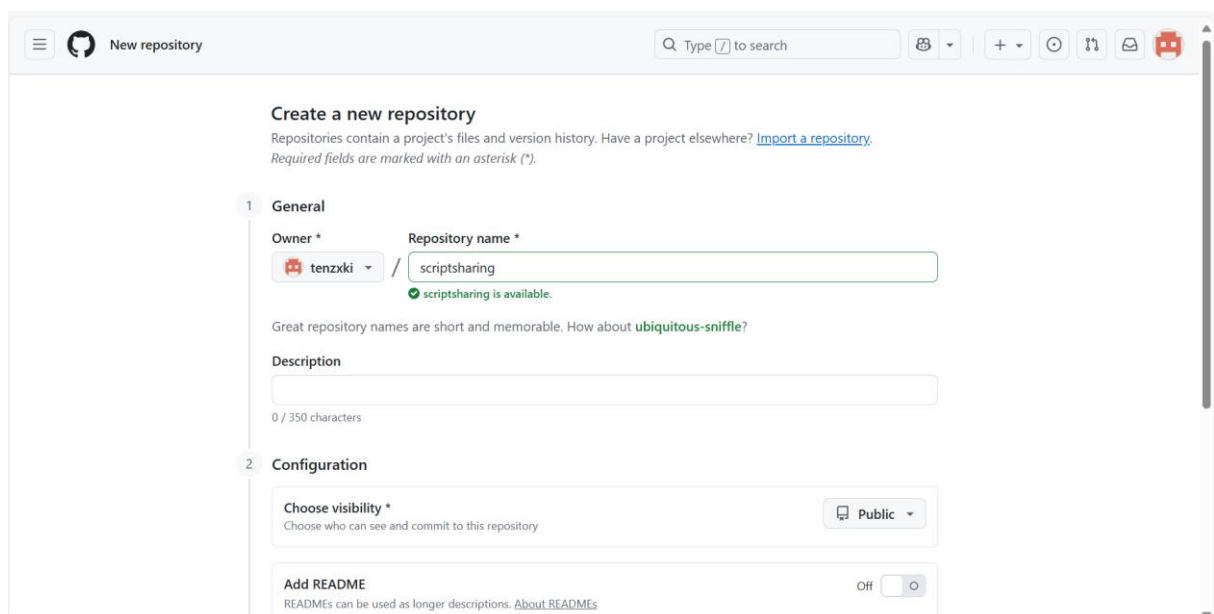 New repository
Type / to search
Create a new repository
Repositories contain a project's files and version history. Have a project elsewhere? Import a repository.
Required fields are marked with an asterisk (*).
1 General
Owner * Repository name *
tenzxki / scriptsharing
scriptsharing is available.
Great repository names are short and memorable. How about ubiquitous-sniffle?
Description
0 / 350 characters
2 Configuration
Choose visibility *
Public
Choose who can see and commit to this repository
Add README
Off
READMEs can be used as longer descriptions. About READMEs